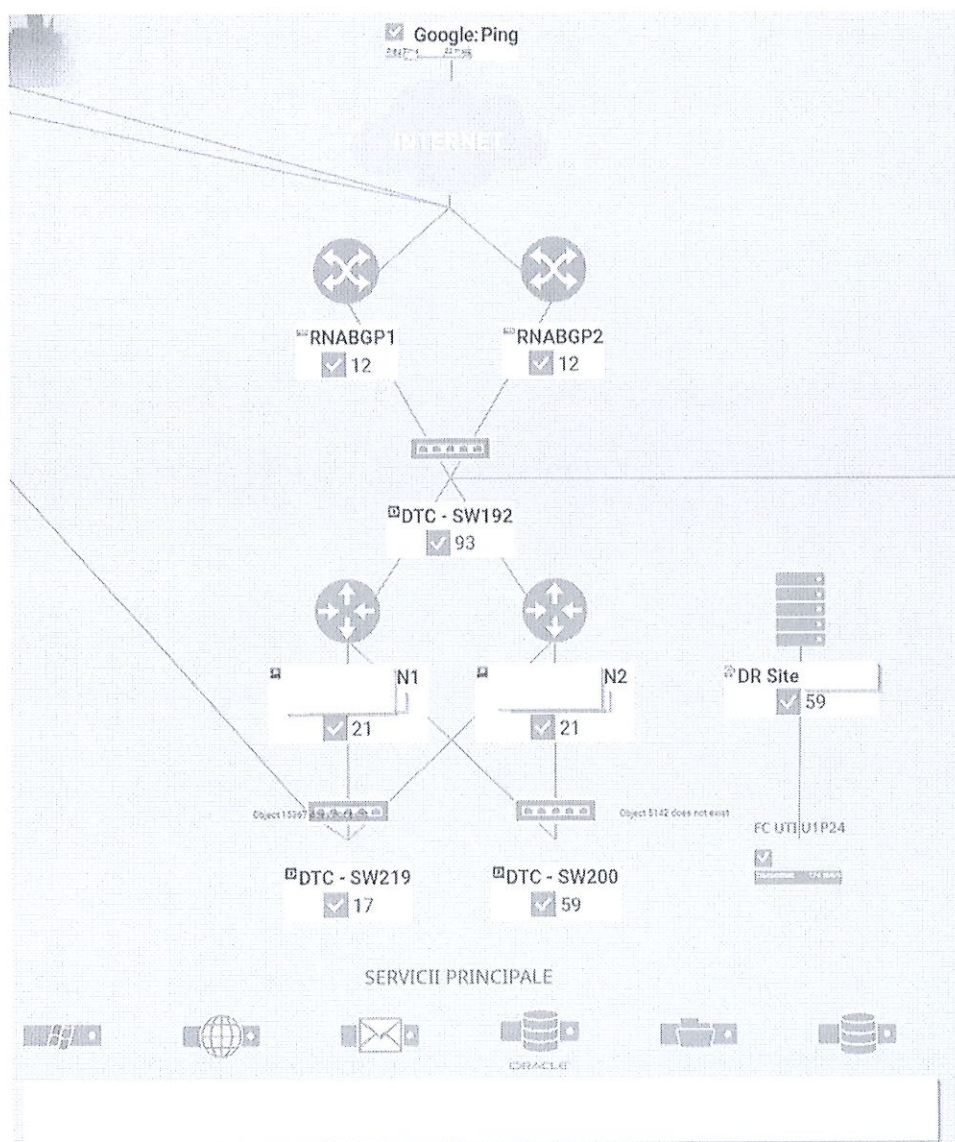 Google: Ping
INTERNET
RNABGP1
12
RNABGP2
12
DTC - SW192
93
N1
21
N2
21
DR Site
59
Object 5142 does not exist
FC UTI U1P24
DTC - SW219
17
DTC - SW200
59
SERVICII PRINCIPALE
ORACLE